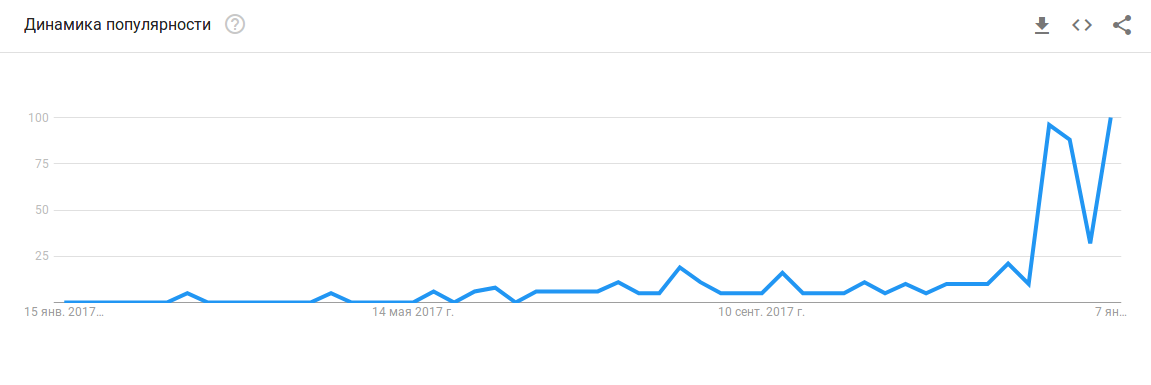 Динамика популярности
100
75
50
25
15 янв. 2017...
14 мая 2017 г.
10 сент. 2017 г.
7 ян...